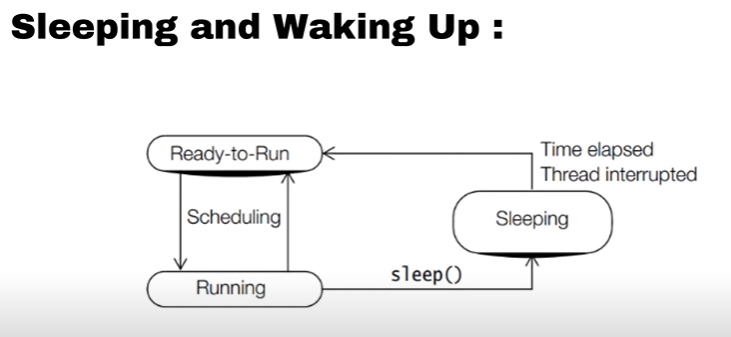 Sleeping and Waking Up :
Ready-to-Run
Time elapsed
Thread interrupted
Scheduling
Sleeping
sleep()
Running